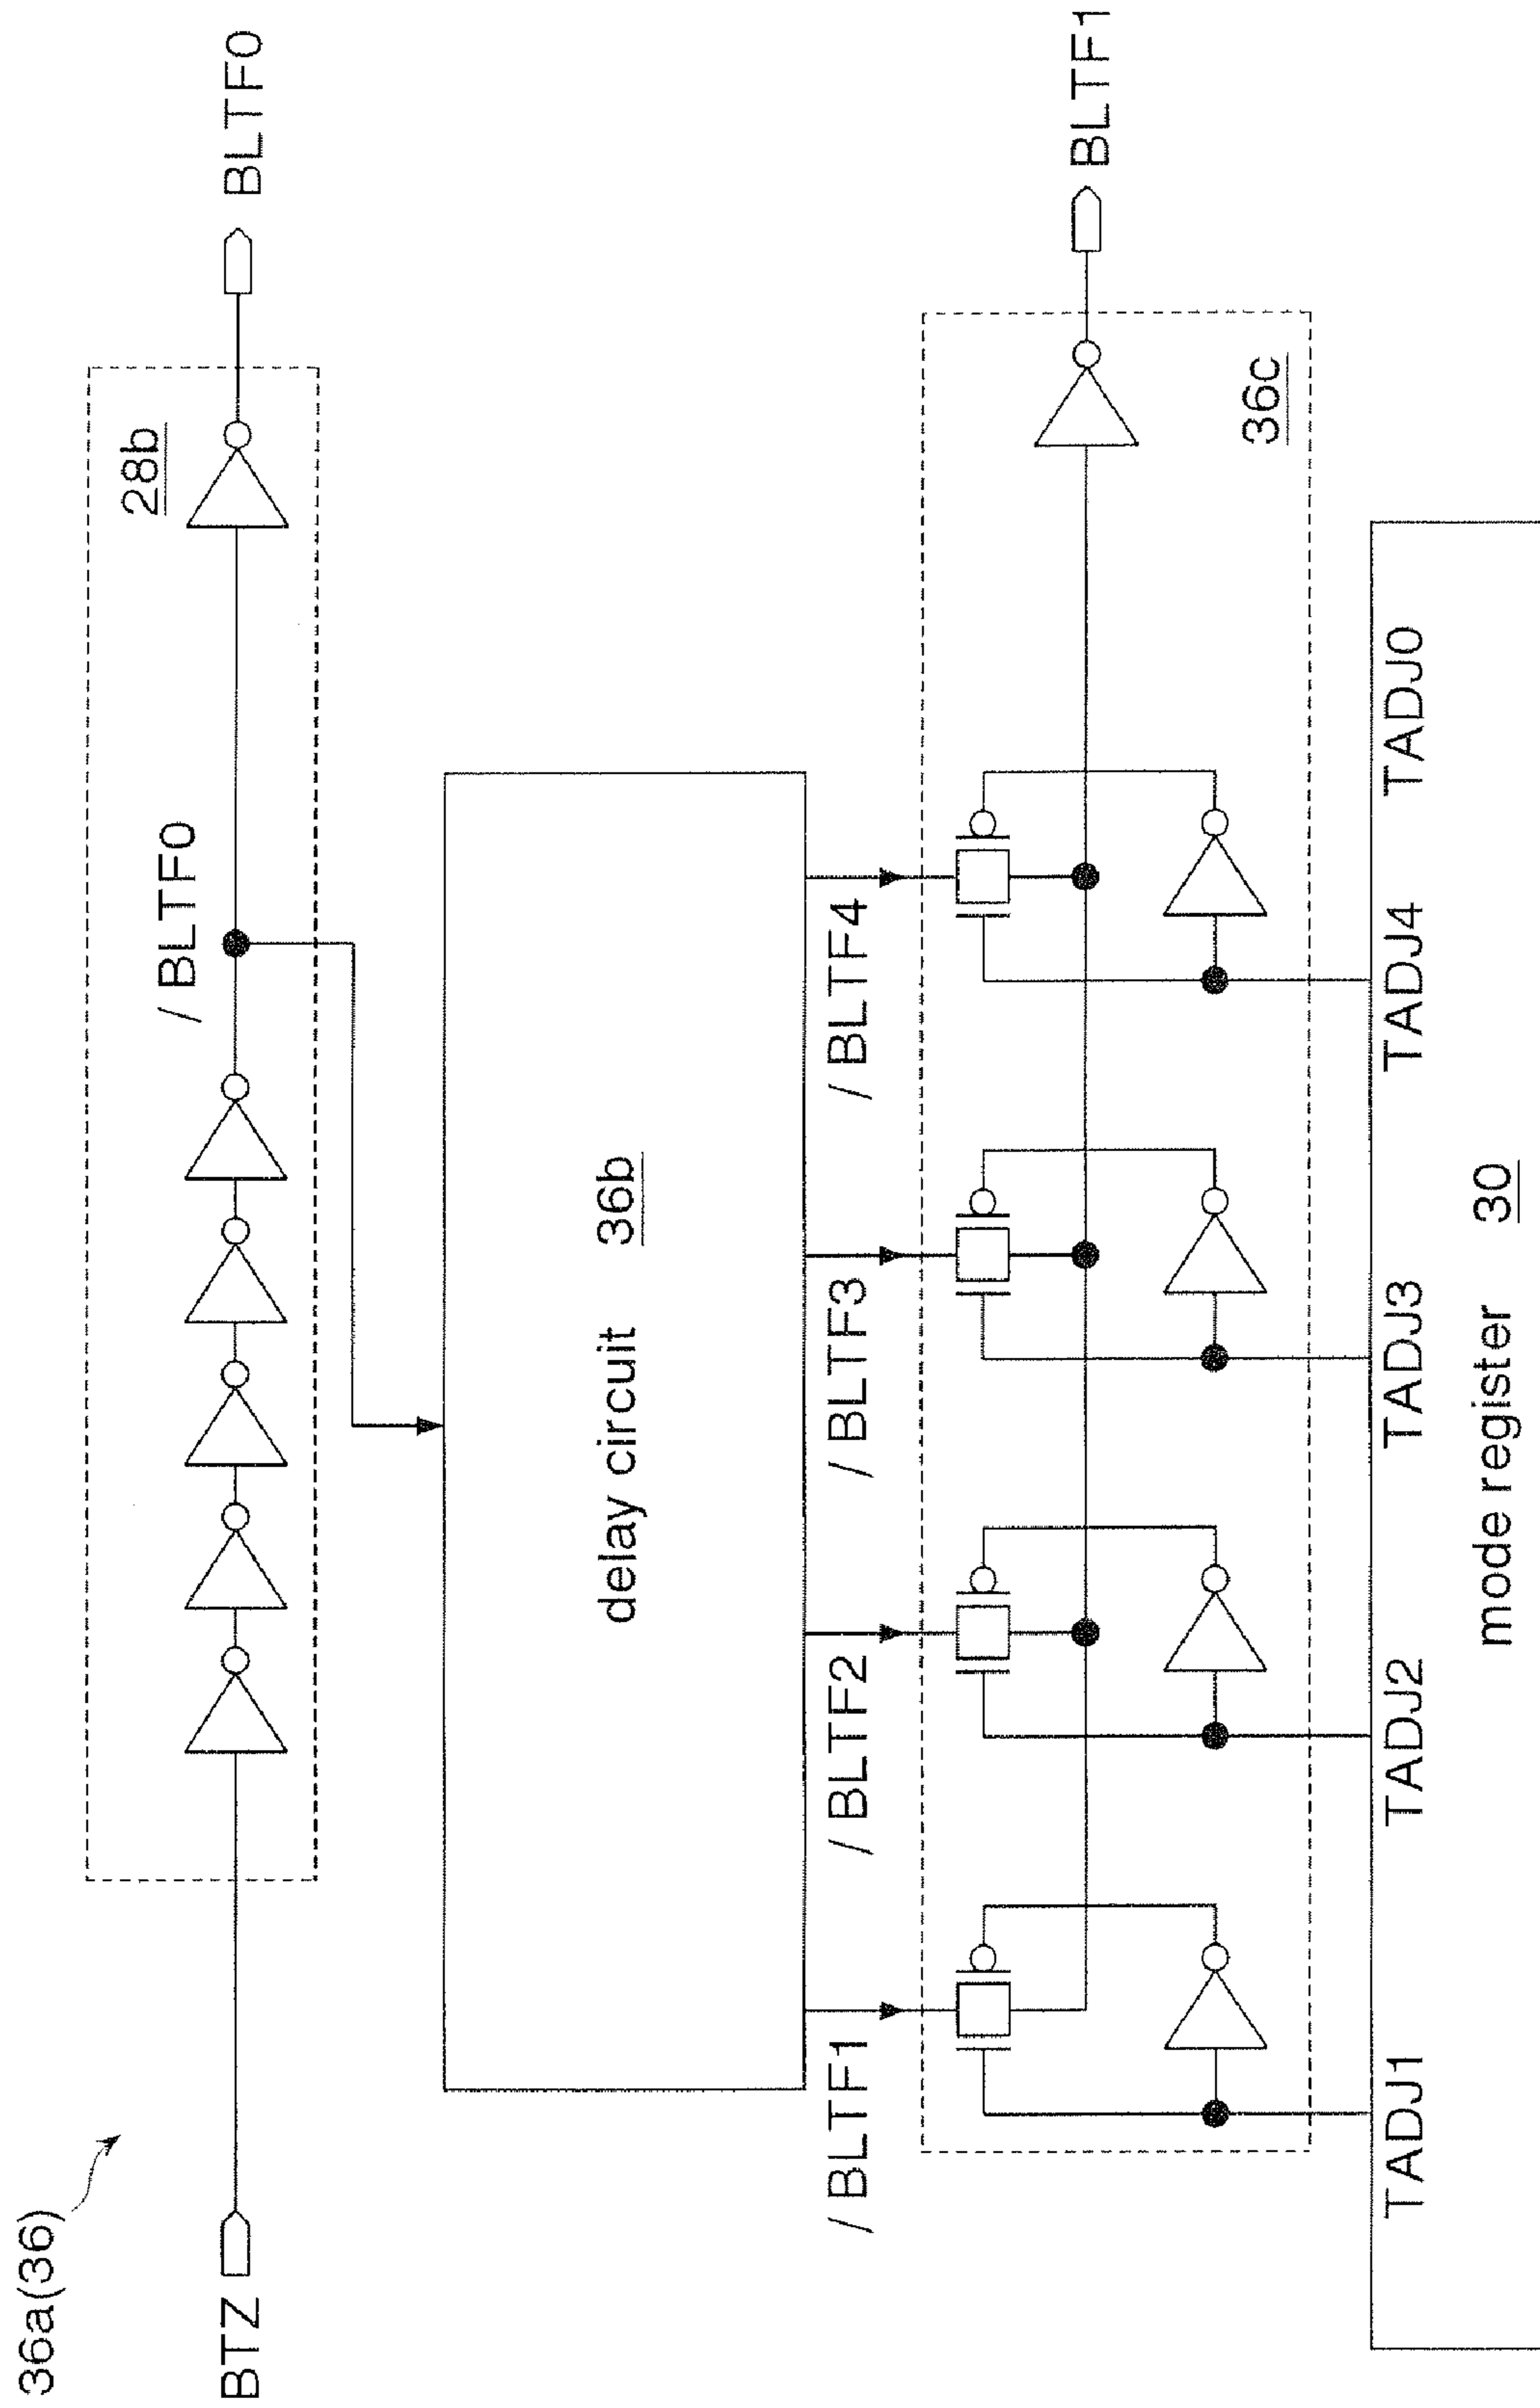 36a(36)
BTZ
/BLTF0
28b
BLTF0
delay circuit 36b
/BLTF1
/BLTF2
/BLTF3
/BLTF4
36c
BLTF1
TADJ1
TADJ2
TADJ3
TADJ4
TADJ0
mode register 30